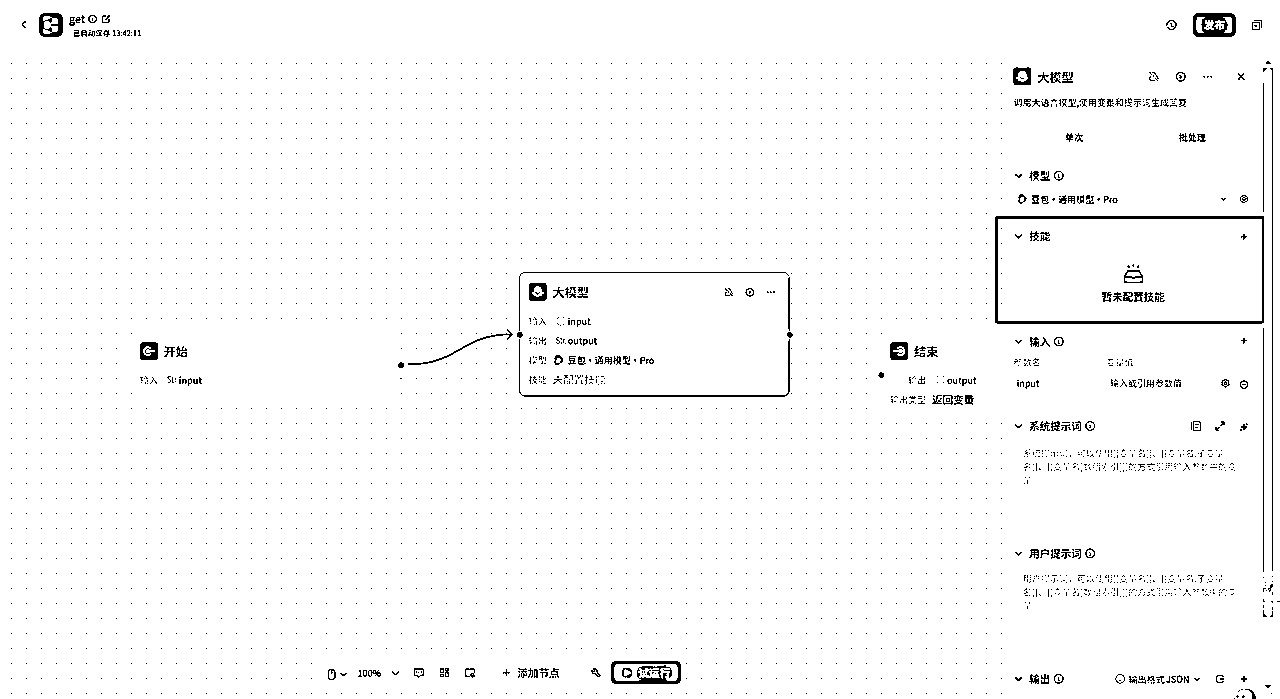 get
已自动保存 13:42:11
发布
大模型
调用大语言模型,使用变量和提示词生成回复
单次
批处理
模型
豆包·通用模型·Pro
技能
暂未配置技能
输入
参数名
变量值
input
输入或引用参数值
系统提示词
用户提示词
输出
输出格式 JSON
开始
输入 input
大模型
输入 input
输出 output
模型 豆包·通用模型·Pro
技能 未配置技能
结束
输出 output
输出类型 返回变量
100%
添加节点
试运行